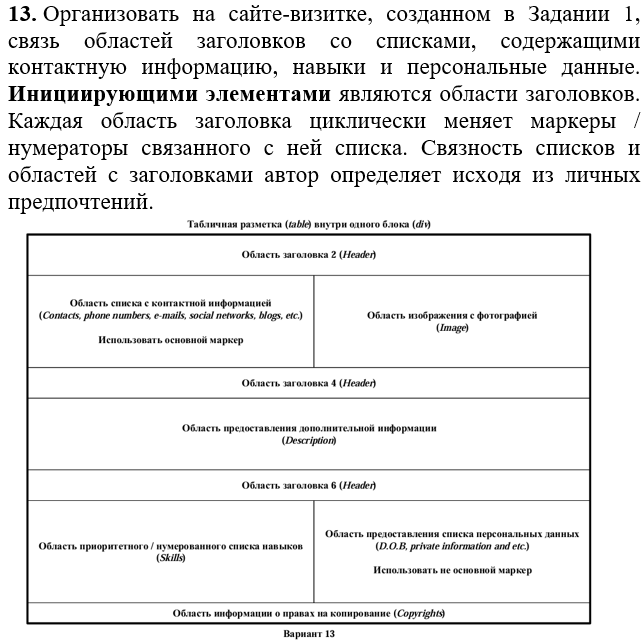 13. Организовать на сайте-визитке, созданном в Задании 1,
связь областей заголовков со списками, содержащими
контактную информацию, навыки и персональные данные.
Инициирующими элементами являются области заголовков.
Каждая область заголовка циклически меняет маркеры /
нумераторы связанного с ней списка. Связность списков и
областей с заголовками автор определяет исходя из личных
предпочтений.
Табличная разметка (table) внутри одного блока (div)
Область заголовка 2 (Header)
Область списка с контактной информацией
(Contacts, phone numbers, e-mails, social networks, blogs, etc.)
Использовать основной маркер
Область изображения с фотографией
(Image)
Область заголовка 4 (Header)
Область предоставления дополнительной информации
(Description)
Область заголовка 6 (Header)
Область приоритетного / нумерованного списка навыков
(Skills)
Область предоставления списка персональных данных
(D.O.B, private information and etc.)
Использовать не основной маркер
Область информации о правах на копирование (Copyrights)
Вариант 13